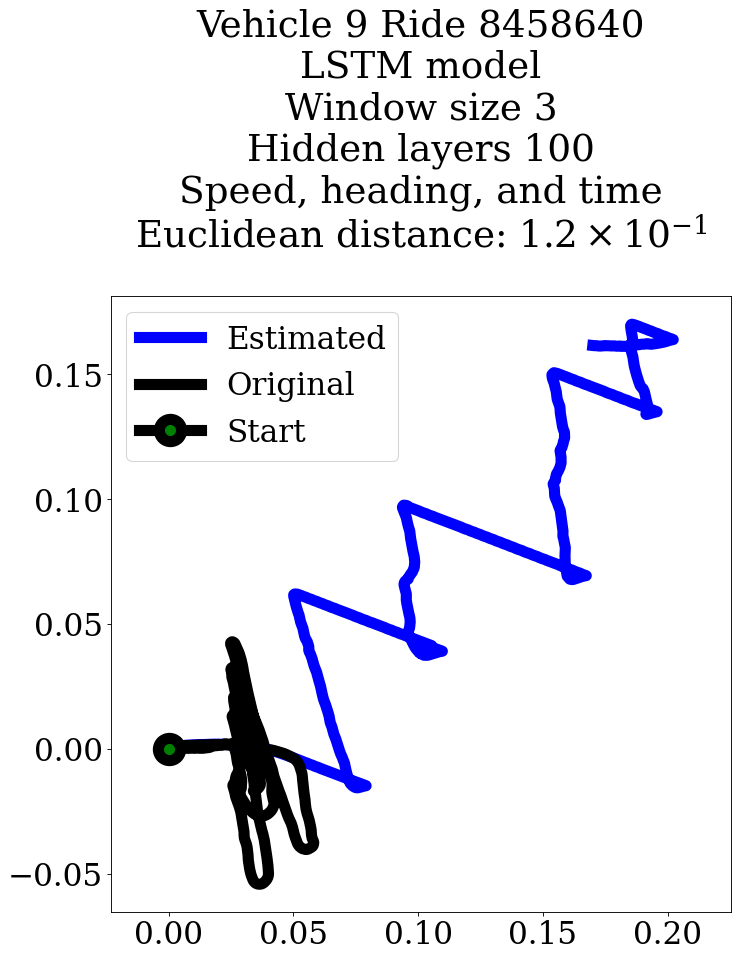 Vehicle 9 Ride 8458640
LSTM model
Window size 3
Hidden layers 100
Speed, heading, and time
Euclidean distance: 1.2 × 10⁻¹
Estimated
Original
Start
0.15
0.10
0.05
0.00
−0.05
0.00 0.05 0.10 0.15 0.20